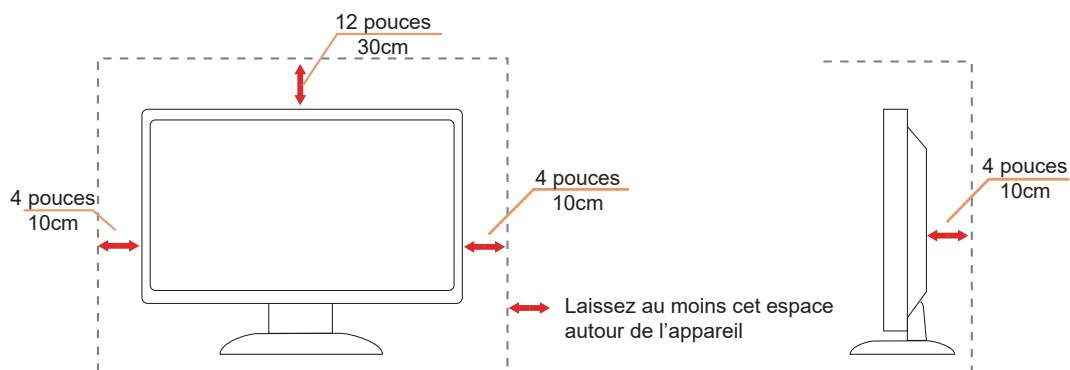 12 pouces
30cm
4 pouces
10cm
4 pouces
10cm
4 pouces
10cm
Laissez au moins cet espace
autour de l’appareil